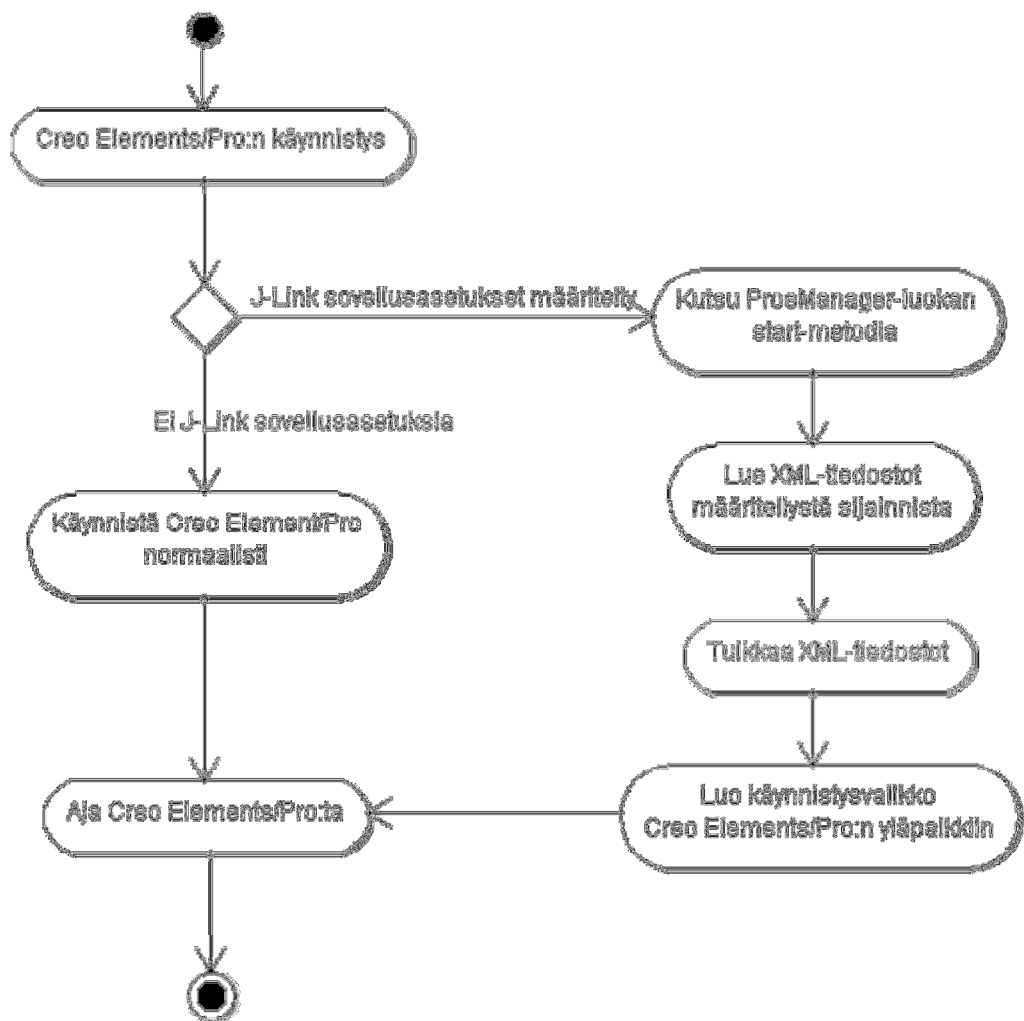 Creo Elements/Pro:n käynnistys
J-Link sovellusasetukset määritelty
Kutsu ProeManager-luokan
start-metodia
Ei J-Link sovellusasetuksia
Lue XML-tiedostot
määritellystä sijainnista
Käynnistä Creo Element/Pro
normaalisti
Tulkkaa XML-tiedostot
Aja Creo Elements/Pro:ta
Luo käynnistysvalikko
Creo Elements/Pro:n yläpalkkiin